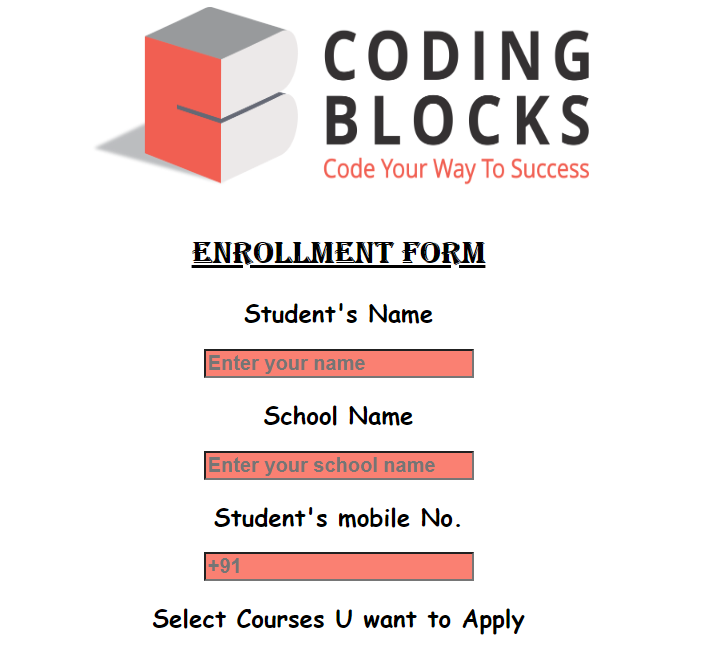 CODING
BLOCKS
Code Your Way To Success
ENROLLMENT FORM
Student's Name
Enter your name
School Name
Enter your school name
Student's mobile No.
+91
Select Courses U want to Apply